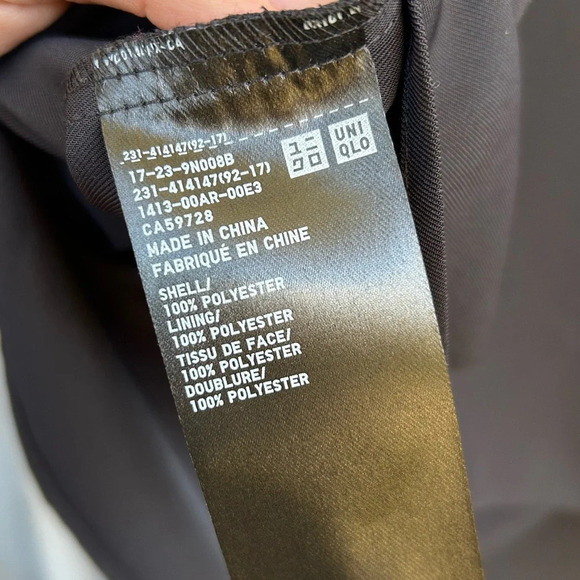 231-414147(92-17)
17-23-9N008B
231-414147(92-17)
1413-00AR-00E3
CA59728
MADE IN CHINA
FABRIQUÉ EN CHINE
SHELL/
100% POLYESTER
LINING/
100% POLYESTER
TISSU DE FACE/
100% POLYESTER
DOUBLURE/
100% POLYESTER
ユニ
クロ
UNI
QLO